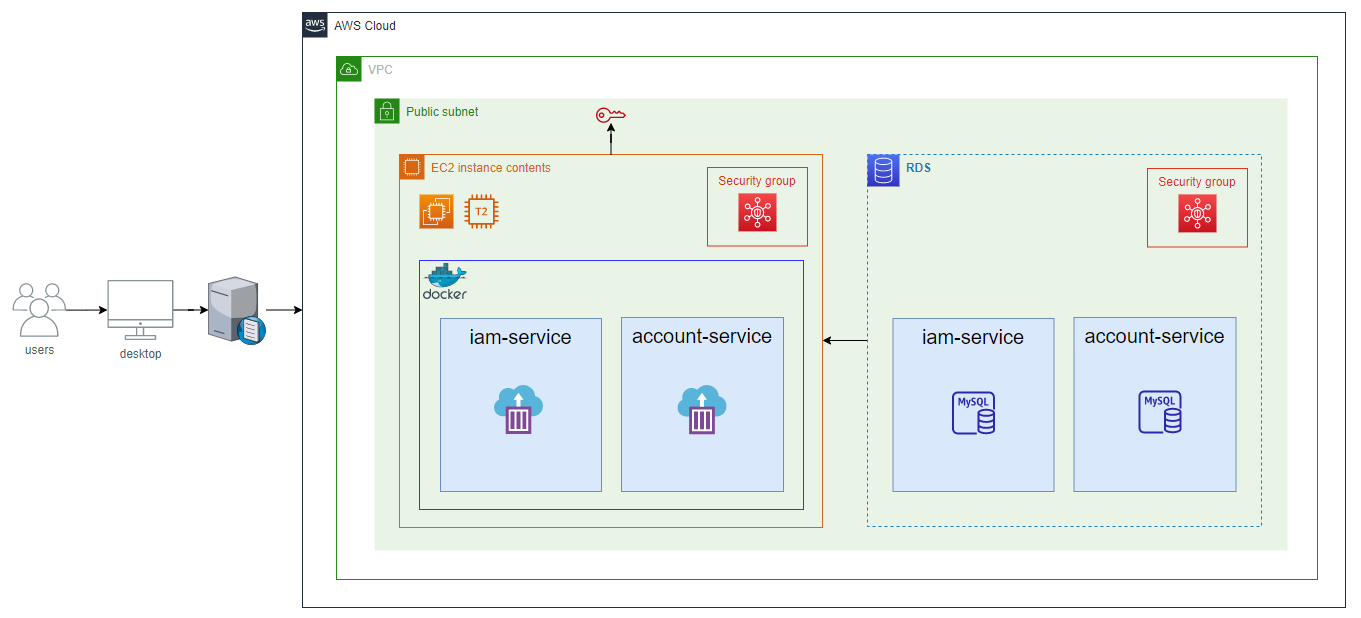 aws
AWS Cloud
VPC
Public subnet
EC2 instance contents
T2
Security group
RDS
Security group
docker
iam-service
account-service
iam-service
account-service
MySQL
MySQL
users
desktop